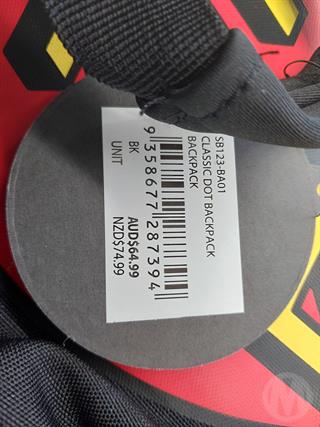 SB123-BA01
CLASSIC DOT BACKPACK
BACKPACK
9 358677 287394
BK
UNIT
AUD$64.99
NZD$74.99